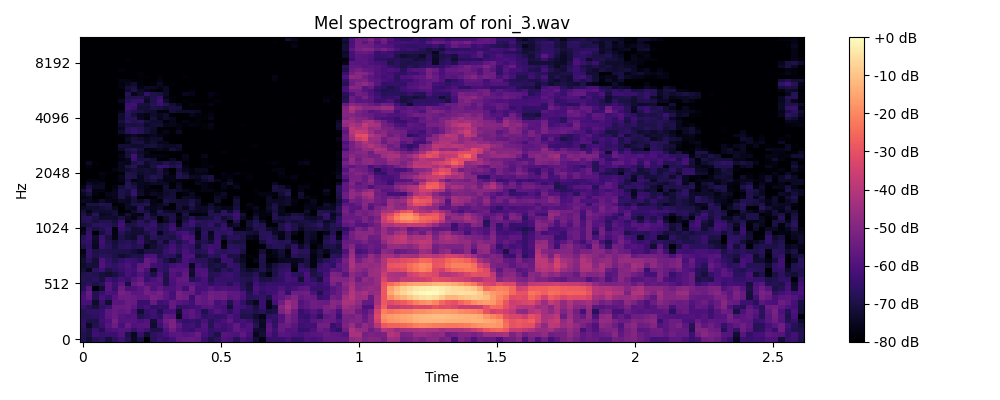 Mel spectrogram of roni_3.wav
Hz
8192
4096
2048
1024
512
0
0
0.5
1
1.5
2
2.5
Time
+0 dB
-10 dB
-20 dB
-30 dB
-40 dB
-50 dB
-60 dB
-70 dB
-80 dB